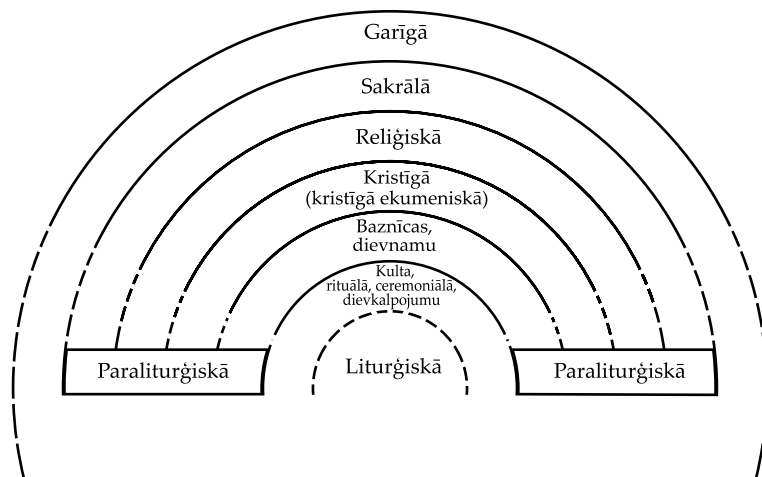 Garīgā
Sakrālā
Reliģiskā
Kristīgā
(kristīgā ekumeniskā)
Baznīcas,
dievnamu
Kulta,
rituālā, ceremoniālā,
dievkalpojumu
Liturģiskā
Paraliturģiskā
Paraliturģiskā